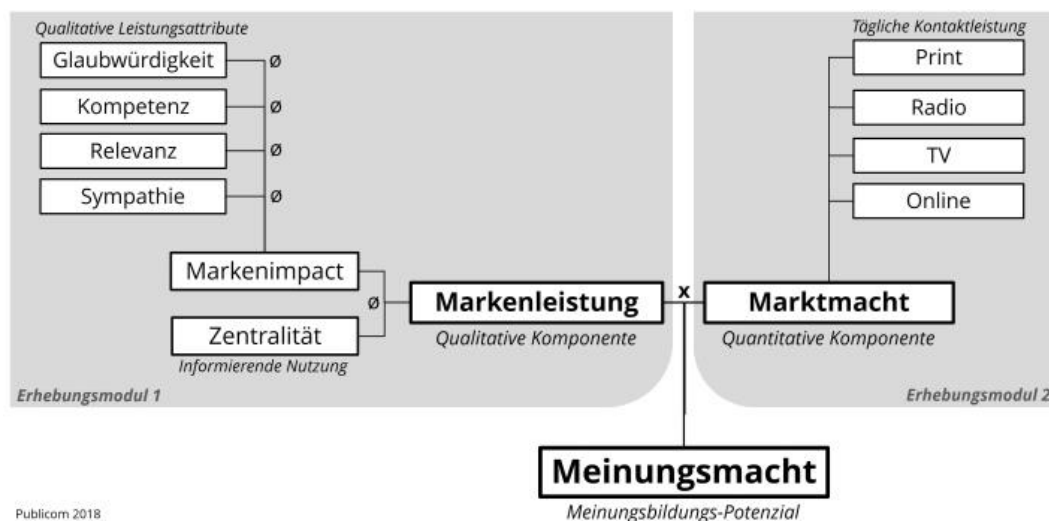 Qualitative Leistungsattribute
Glaubwürdigkeit
Ø
Kompetenz
Ø
Relevanz
Ø
Sympathie
Ø
Markenimpact
Ø
Zentralität
Informierende Nutzung
Markenleistung
Qualitative Komponente
Erhebungsmodul 1
x
Tägliche Kontaktleistung
Print
Radio
TV
Online
Marktmacht
Quantitative Komponente
Erhebungsmodul 2
Meinungsmacht
Meinungsbildungs-Potenzial
Publicom 2018